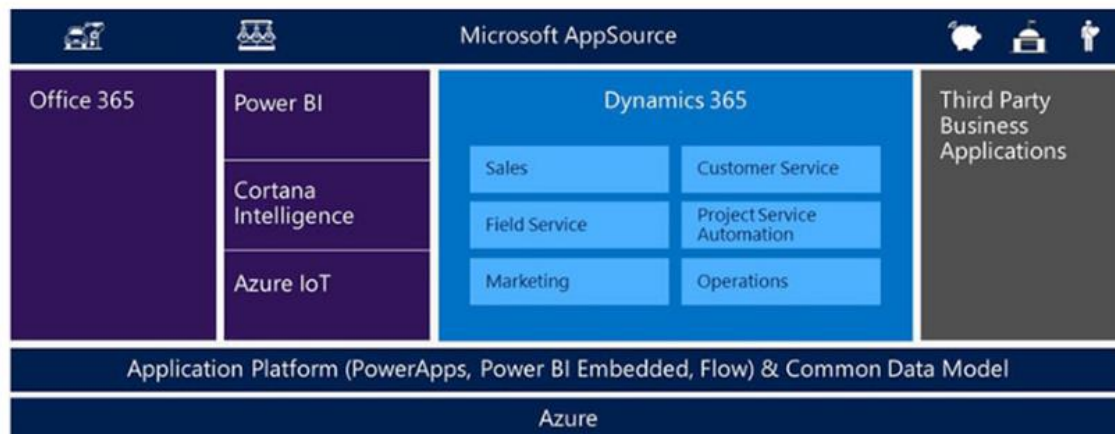 Microsoft AppSource
Office 365
Power BI
Cortana
Intelligence
Azure IoT
Dynamics 365
Sales
Customer Service
Field Service
Project Service
Automation
Marketing
Operations
Third Party
Business
Applications
Application Platform (PowerApps, Power BI Embedded, Flow) & Common Data Model
Azure